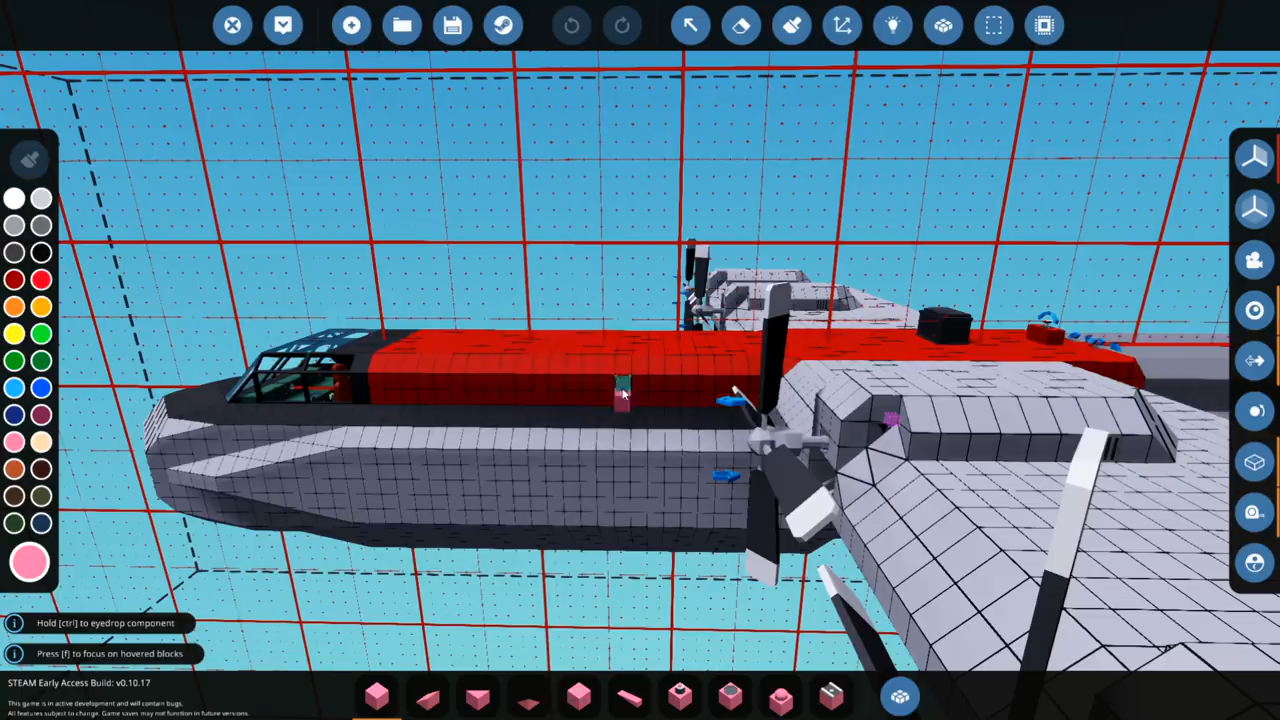 Hold [ctrl] to eyedrop component
Press [f] to focus on hovered blocks
STEAM Early Access Build: v0.10.17
This game is in active development and will contain bugs.
All features subject to change. Game saves may not function in future versions.